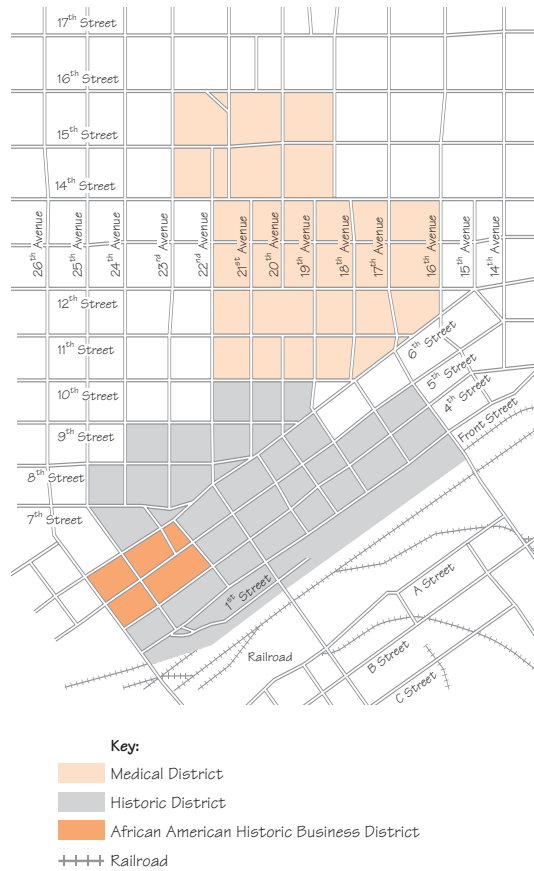 17th Street
16th Street
15th Street
14th Street
26th Avenue
25th Avenue
24th Avenue
23rd Avenue
22nd Avenue
21st Avenue
20th Avenue
19th Avenue
18th Avenue
17th Avenue
16th Avenue
15th Avenue
14th Avenue
12th Street
11th Street
6th Street
5th Street
10th Street
4th Street
9th Street
Front Street
8th Street
7th Street
1st Street
A Street
Railroad
B Street
C Street
Key:
Medical District
Historic District
African American Historic Business District
Railroad